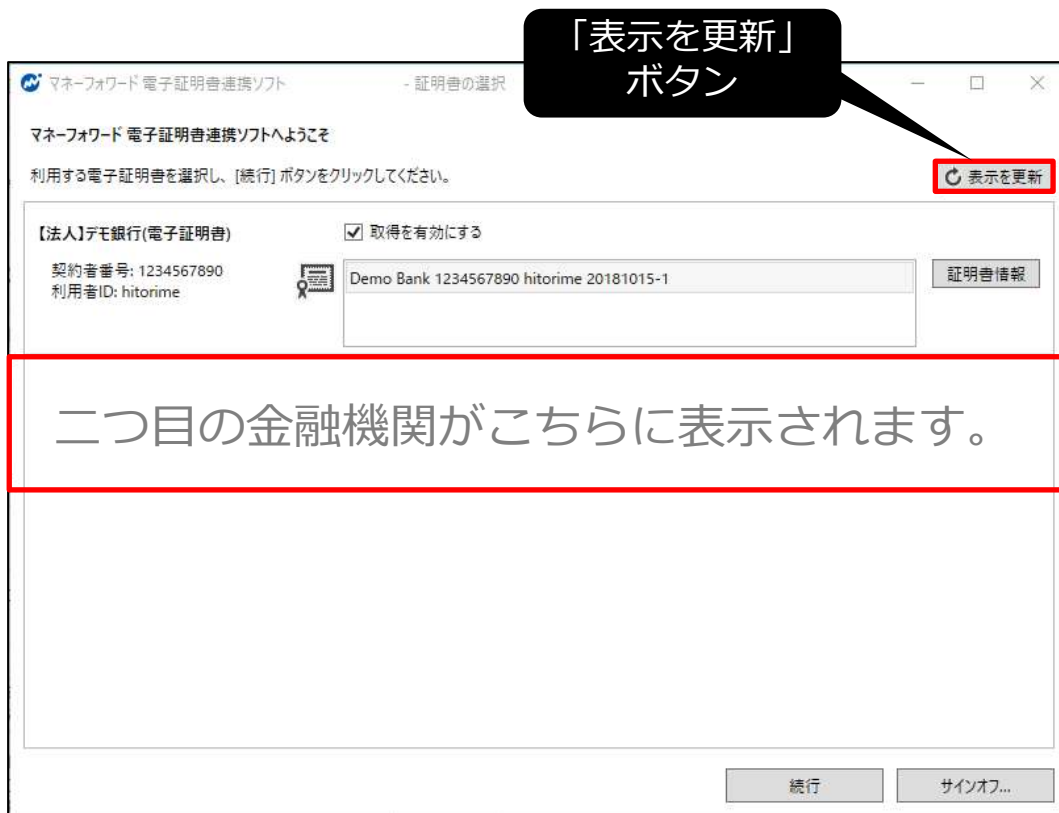 「表示を更新」
ボタン
マネーフォワード 電子証明書連携ソフト - 証明書の選択
マネーフォワード 電子証明書連携ソフトへようこそ
利用する電子証明書を選択し、[続行] ボタンをクリックしてください。
表示を更新
【法人】デモ銀行(電子証明書)
取得を有効にする
契約者番号: 1234567890
利用者ID: hitorime
Demo Bank 1234567890 hitorime 20181015-1
証明書情報
二つ目の金融機関がこちらに表示されます。
続行
サインオフ...